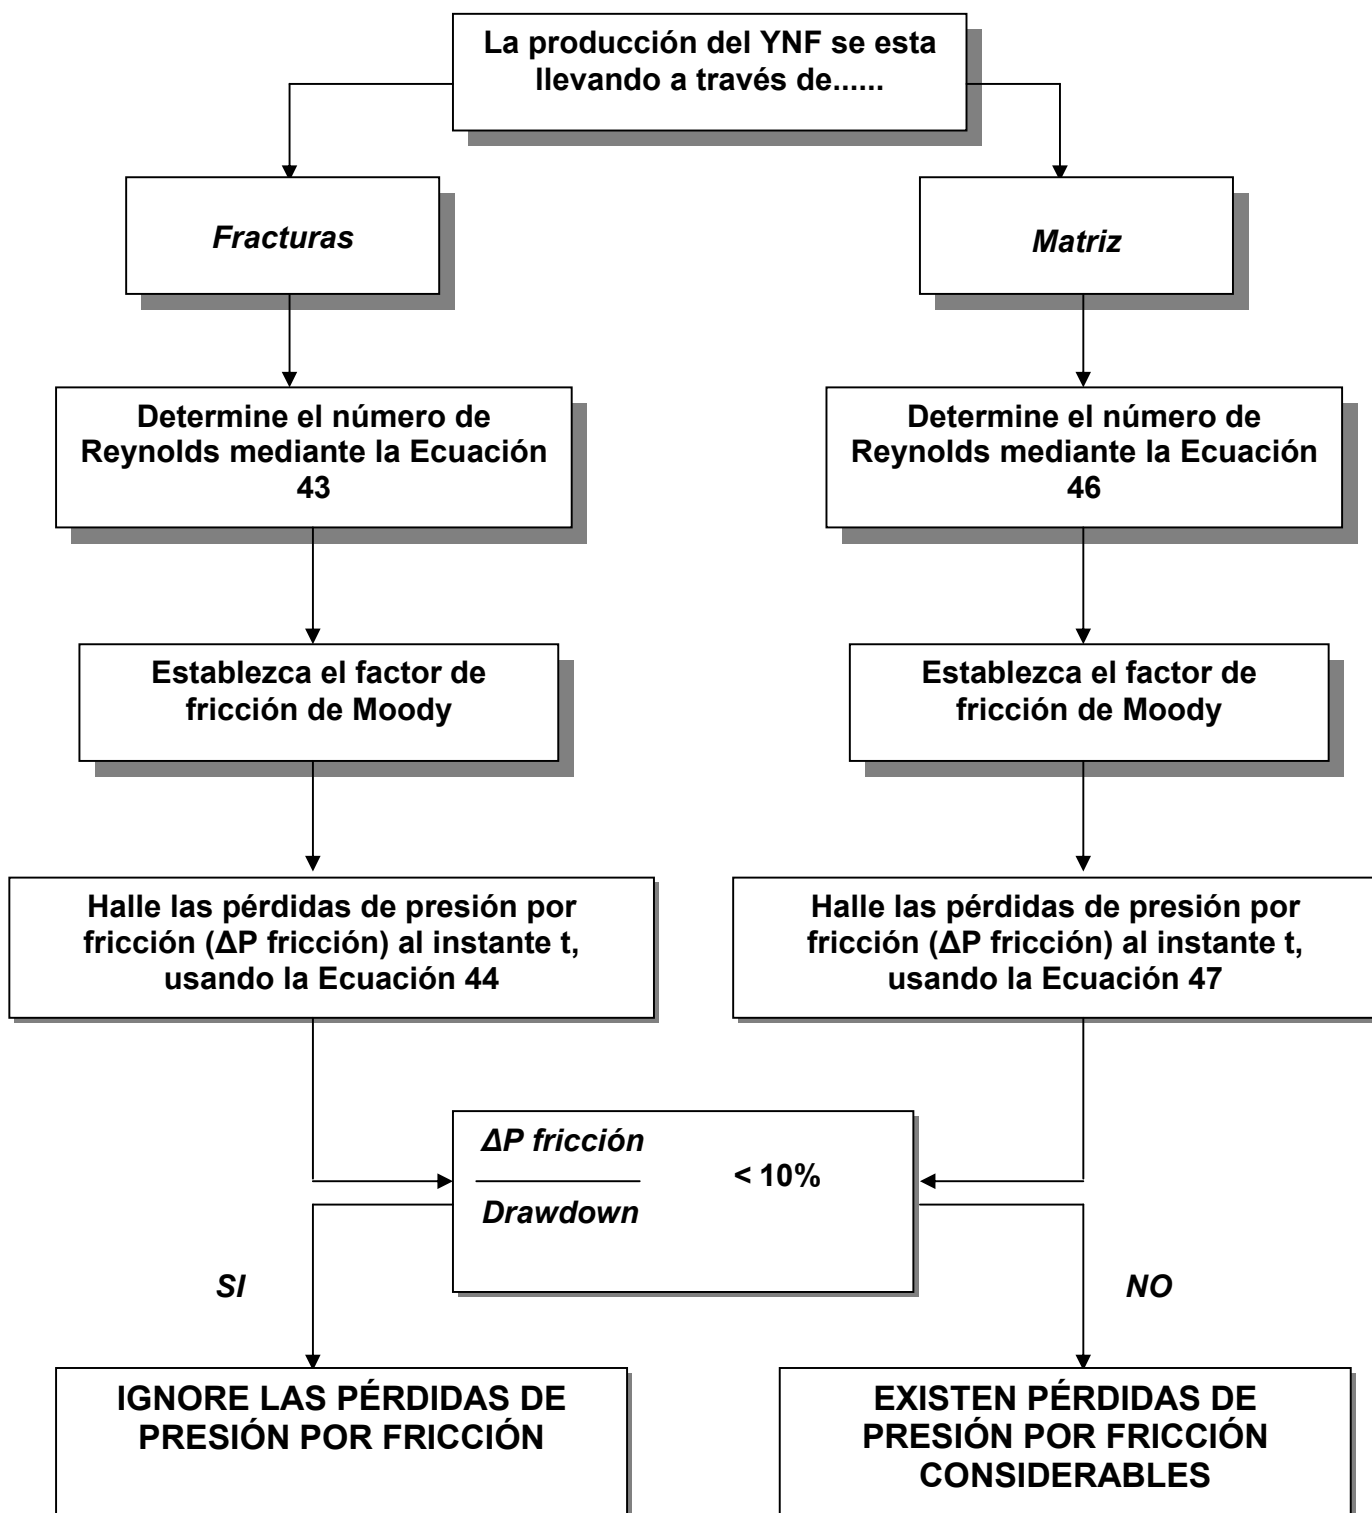 La producción del YNF se esta
llevando a través de......
Fracturas
Matriz
Determine el número de
Reynolds mediante la Ecuación
43
Determine el número de
Reynolds mediante la Ecuación
46
Establezca el factor de
fricción de Moody
Establezca el factor de
fricción de Moody
Halle las pérdidas de presión por
fricción (ΔP fricción) al instante t,
usando la Ecuación 44
Halle las pérdidas de presión por
fricción (ΔP fricción) al instante t,
usando la Ecuación 47
ΔP fricción
< 10%
Drawdown
SI
NO
IGNORE LAS PÉRDIDAS DE
PRESIÓN POR FRICCIÓN
EXISTEN PÉRDIDAS DE
PRESIÓN POR FRICCIÓN
CONSIDERABLES